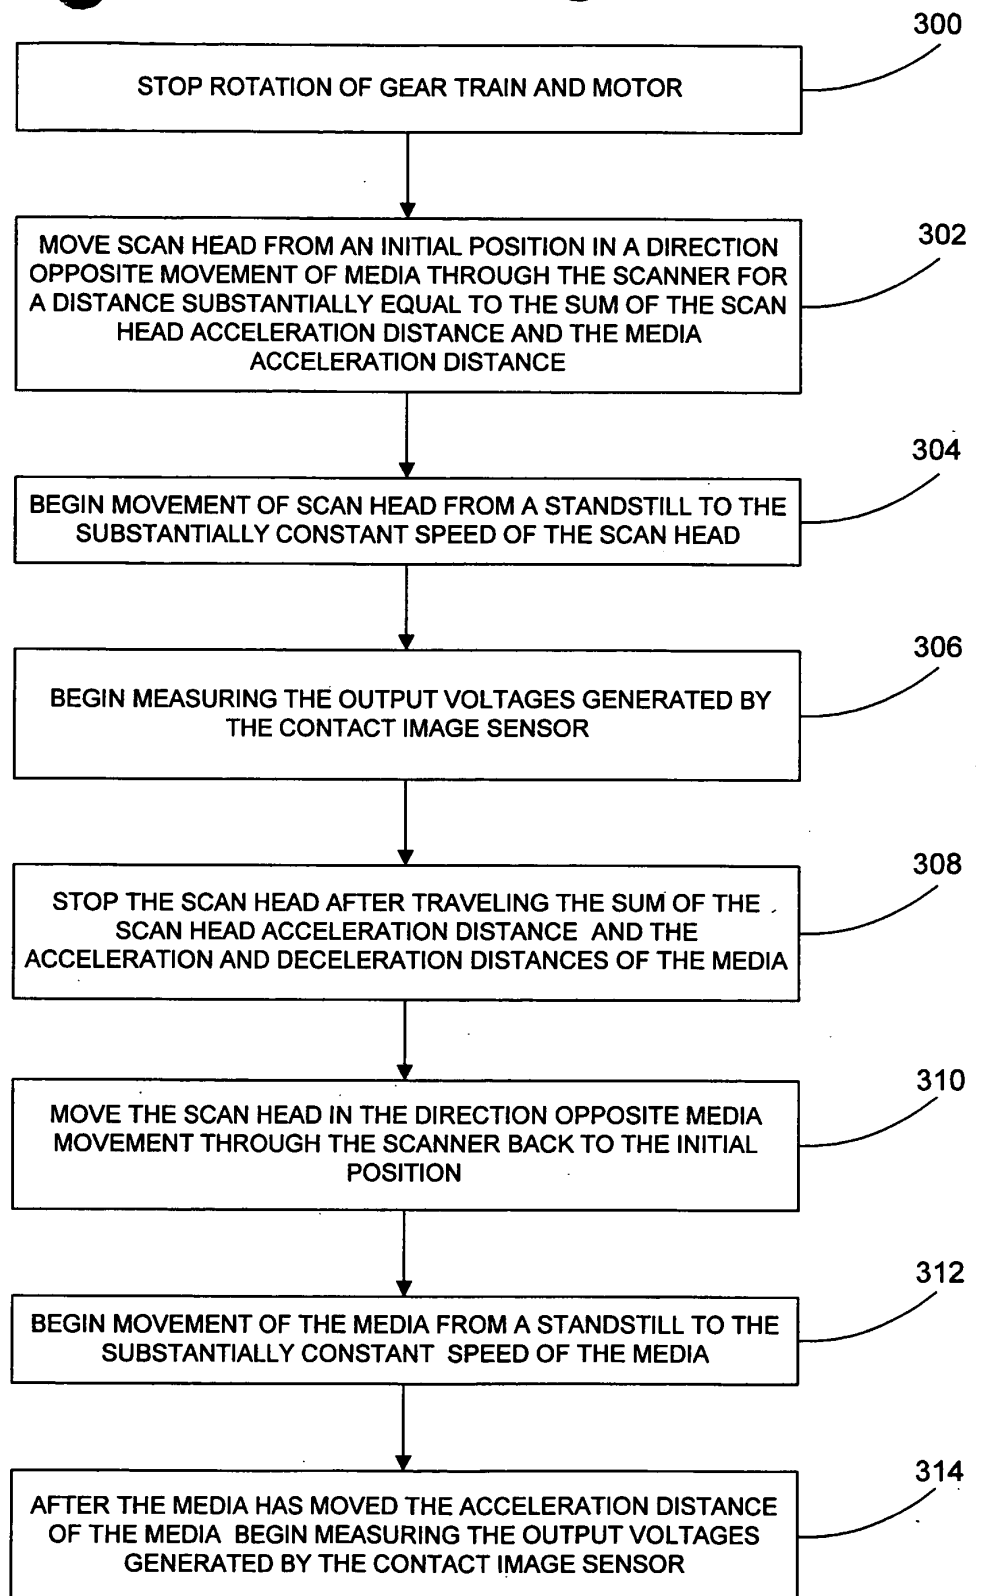 300
STOP ROTATION OF GEAR TRAIN AND MOTOR
302
MOVE SCAN HEAD FROM AN INITIAL POSITION IN A DIRECTION
OPPOSITE MOVEMENT OF MEDIA THROUGH THE SCANNER FOR
A DISTANCE SUBSTANTIALLY EQUAL TO THE SUM OF THE SCAN
HEAD ACCELERATION DISTANCE AND THE MEDIA
ACCELERATION DISTANCE
304
BEGIN MOVEMENT OF SCAN HEAD FROM A STANDSTILL TO THE
SUBSTANTIALLY CONSTANT SPEED OF THE SCAN HEAD
306
BEGIN MEASURING THE OUTPUT VOLTAGES GENERATED BY
THE CONTACT IMAGE SENSOR
308
STOP THE SCAN HEAD AFTER TRAVELING THE SUM OF THE
SCAN HEAD ACCELERATION DISTANCE AND THE
ACCELERATION AND DECELERATION DISTANCES OF THE MEDIA
310
MOVE THE SCAN HEAD IN THE DIRECTION OPPOSITE MEDIA
MOVEMENT THROUGH THE SCANNER BACK TO THE INITIAL
POSITION
312
BEGIN MOVEMENT OF THE MEDIA FROM A STANDSTILL TO THE
SUBSTANTIALLY CONSTANT SPEED OF THE MEDIA
314
AFTER THE MEDIA HAS MOVED THE ACCELERATION DISTANCE
OF THE MEDIA BEGIN MEASURING THE OUTPUT VOLTAGES
GENERATED BY THE CONTACT IMAGE SENSOR